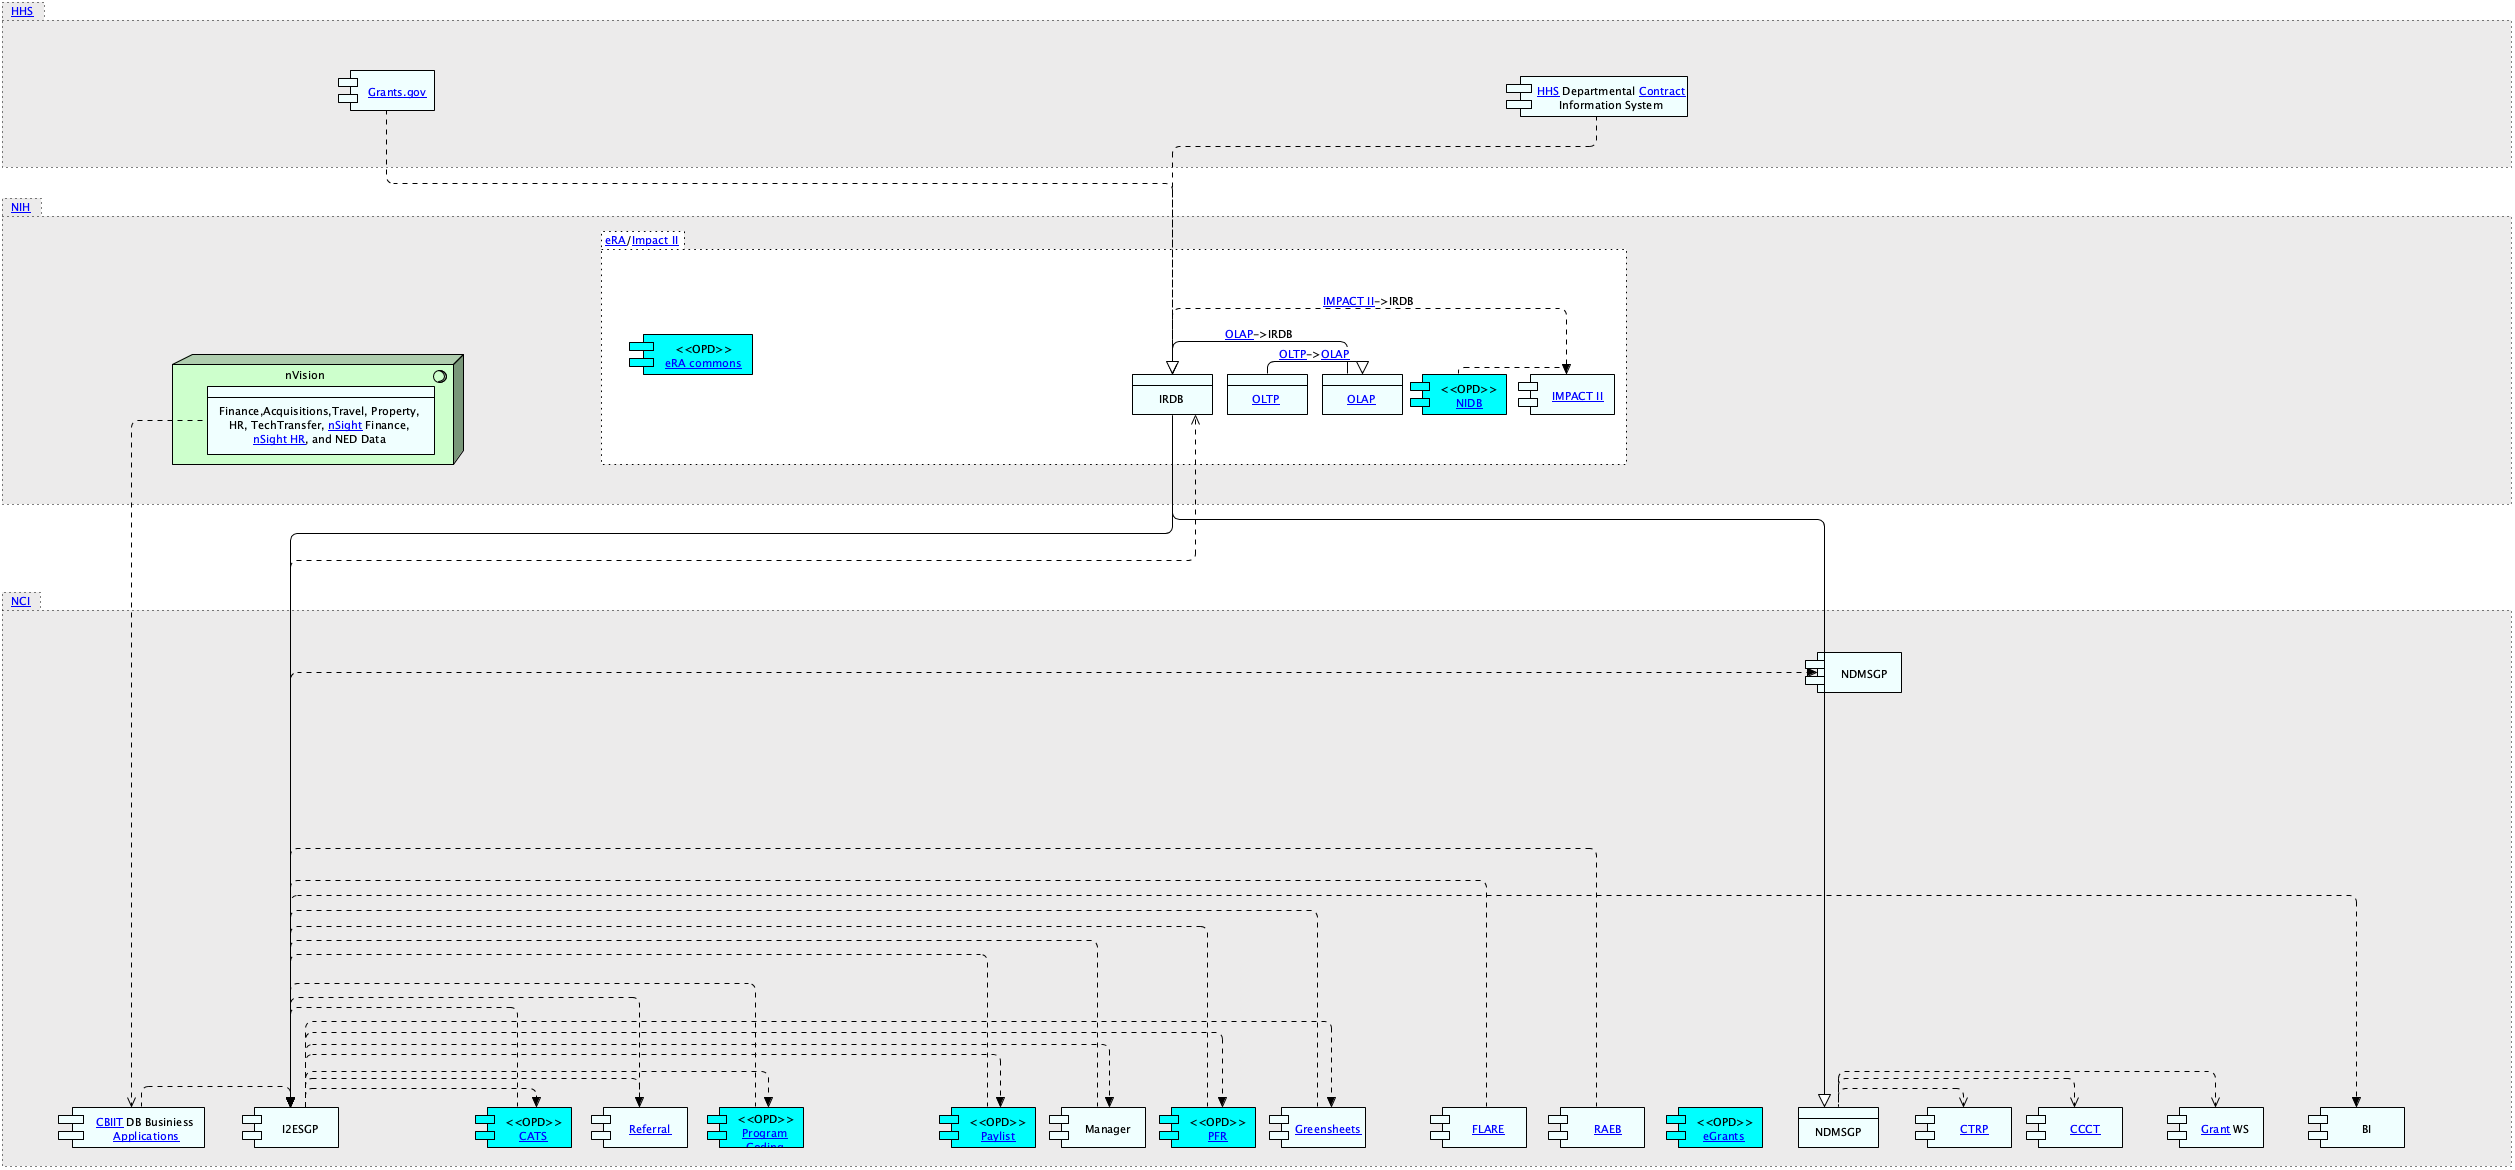 HHS
Grants.gov
HHS Departmental Contract
Information System
NIH
eRA/Impact II
IMPACT II->IRDB
OLAP->IRDB
OLTP->OLAP
<<OPD>>
eRA commons
nVision
Finance,Acquisitions,Travel, Property,
HR, TechTransfer, nSight Finance,
nSight HR, and NED Data
IRDB
OLTP
OLAP
<<OPD>>
NIDB
IMPACT II
NCI
NDMSGP
CBIIT DB Businiess
Applications
I2ESGP
<<OPD>>
CATS
Referral
<<OPD>>
Program
Coding
<<OPD>>
Paylist
Manager
<<OPD>>
PFR
Greensheets
FLARE
RAEB
<<OPD>>
eGrants
NDMSGP
CTRP
CCCT
Grant WS
BI